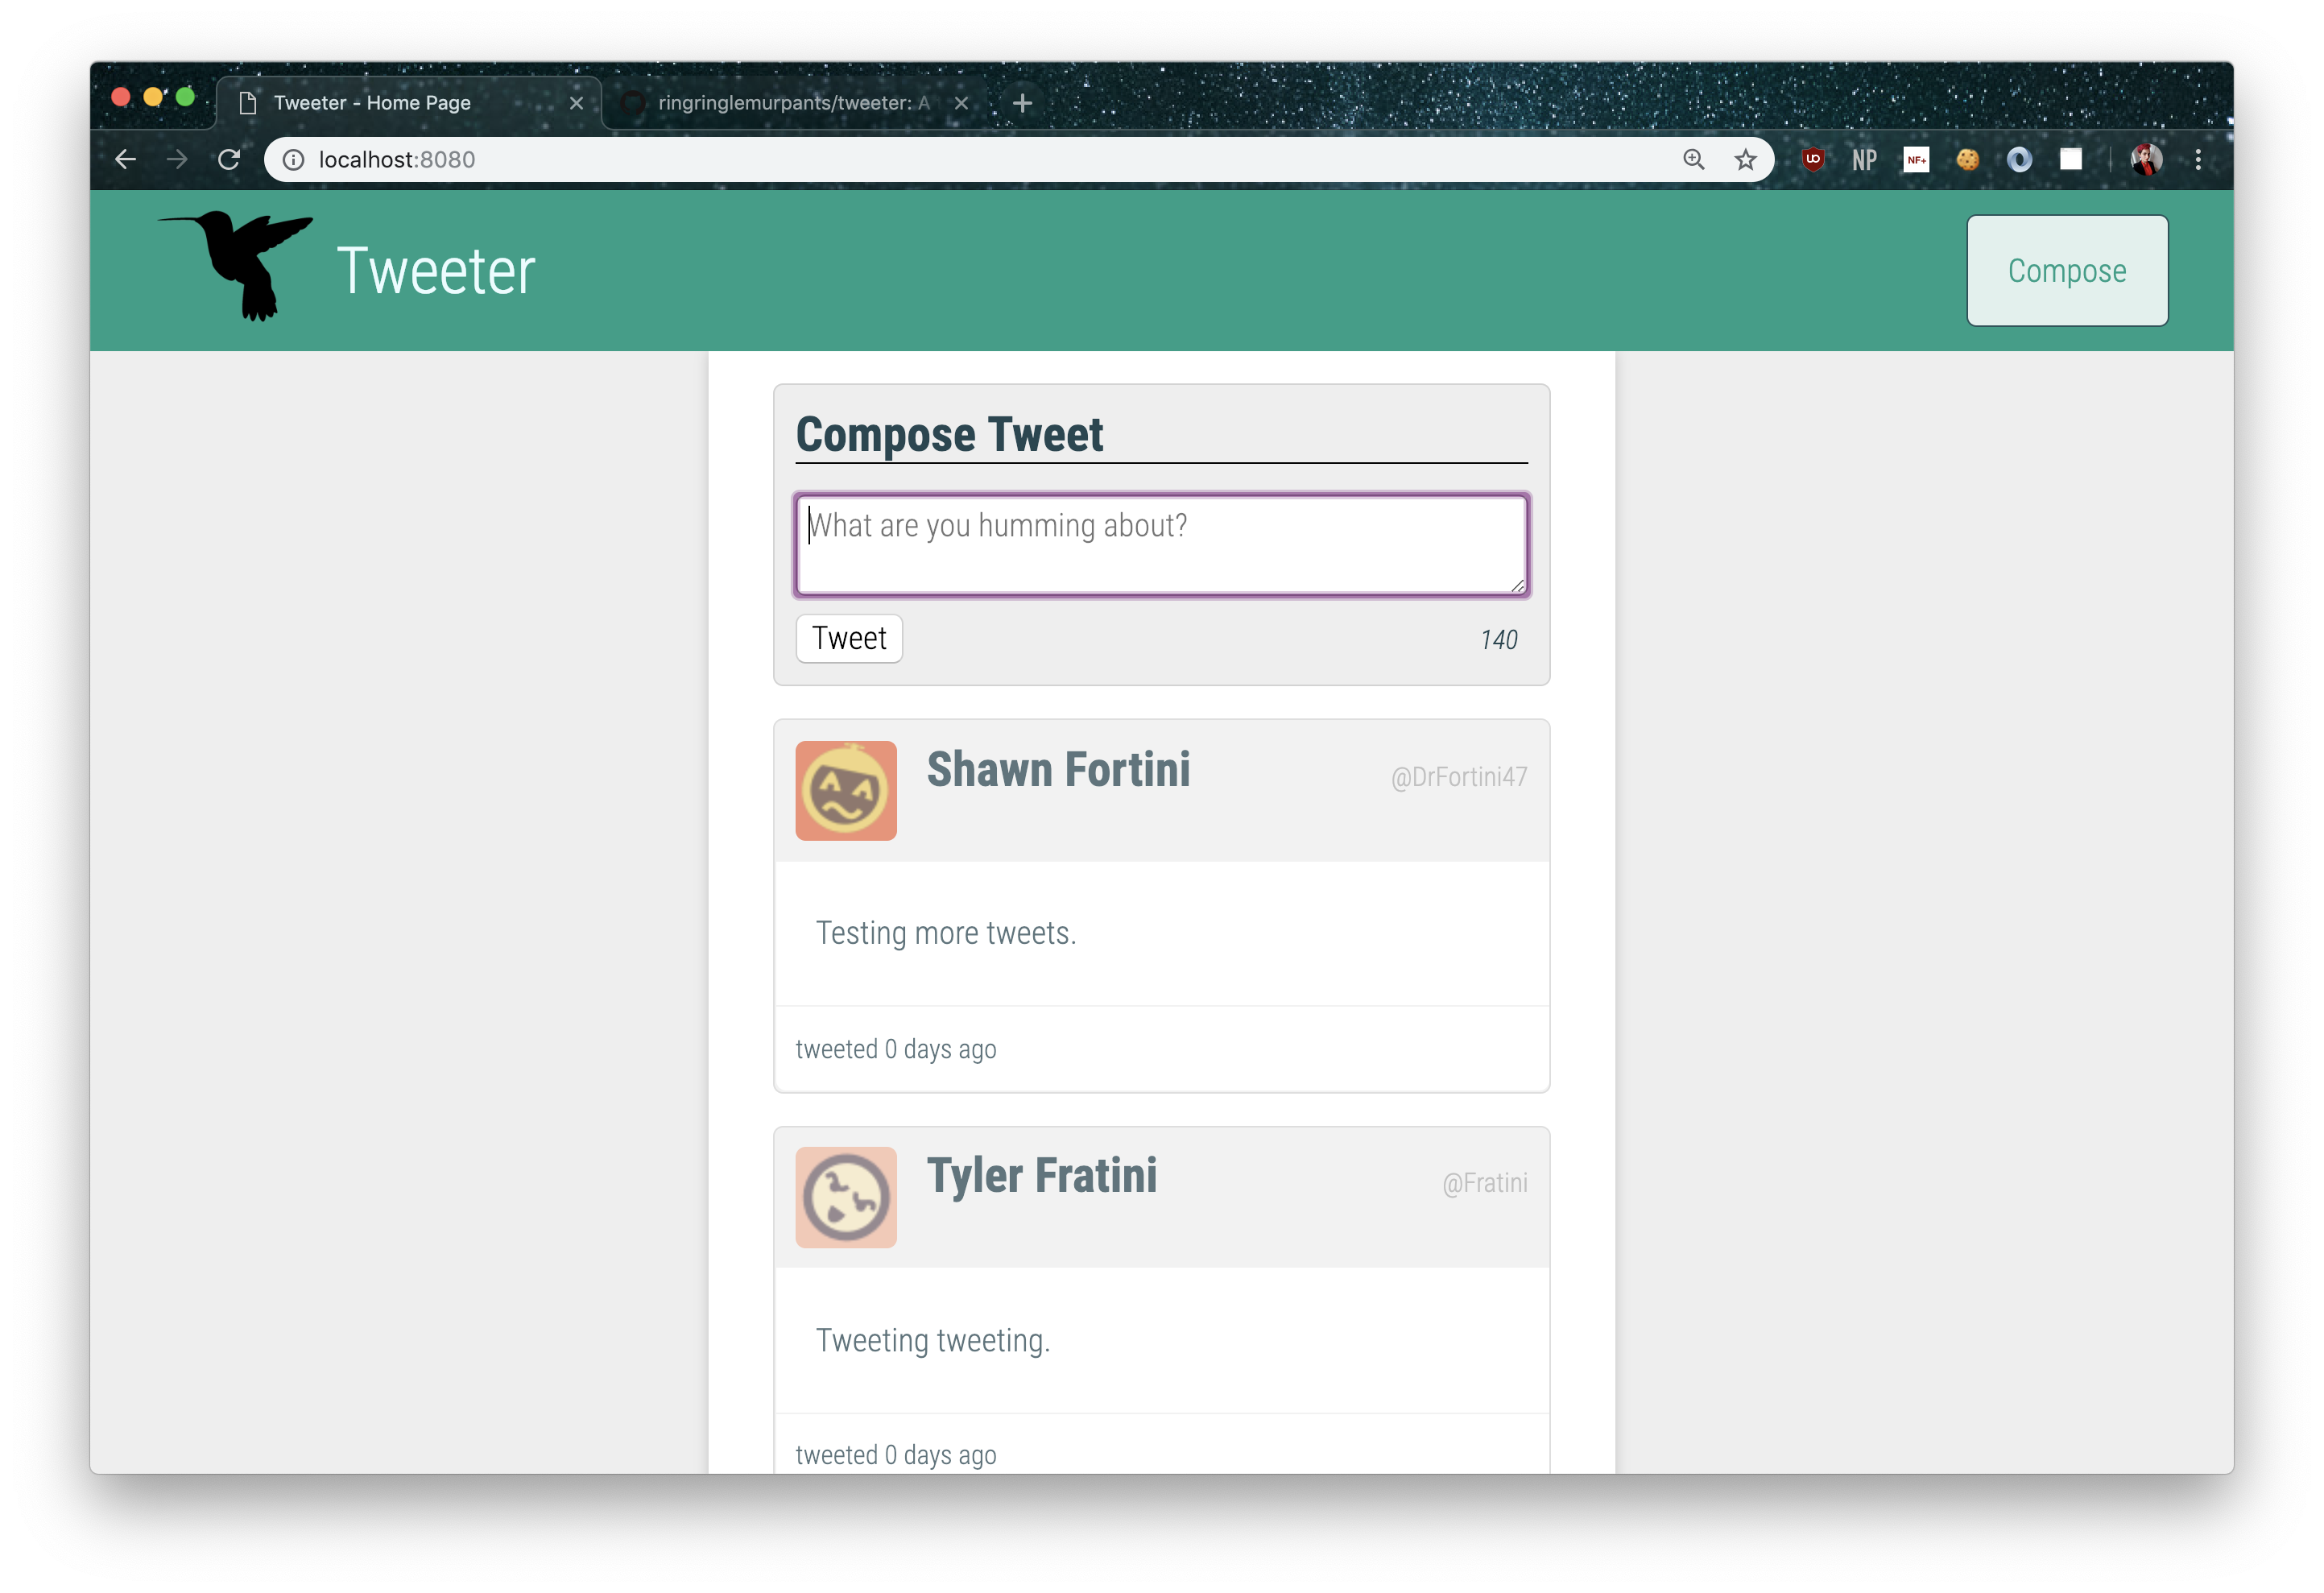 Tweeter - Home Page
ringringlemurpants/tweeter: A
localhost:8080
UO
NP
NF+
Tweeter
Compose
Compose Tweet
What are you humming about?
Tweet
140
Shawn Fortini
@DrFortini47
Testing more tweets.
tweeted 0 days ago
Tyler Fratini
@Fratini
Tweeting tweeting.
tweeted 0 days ago